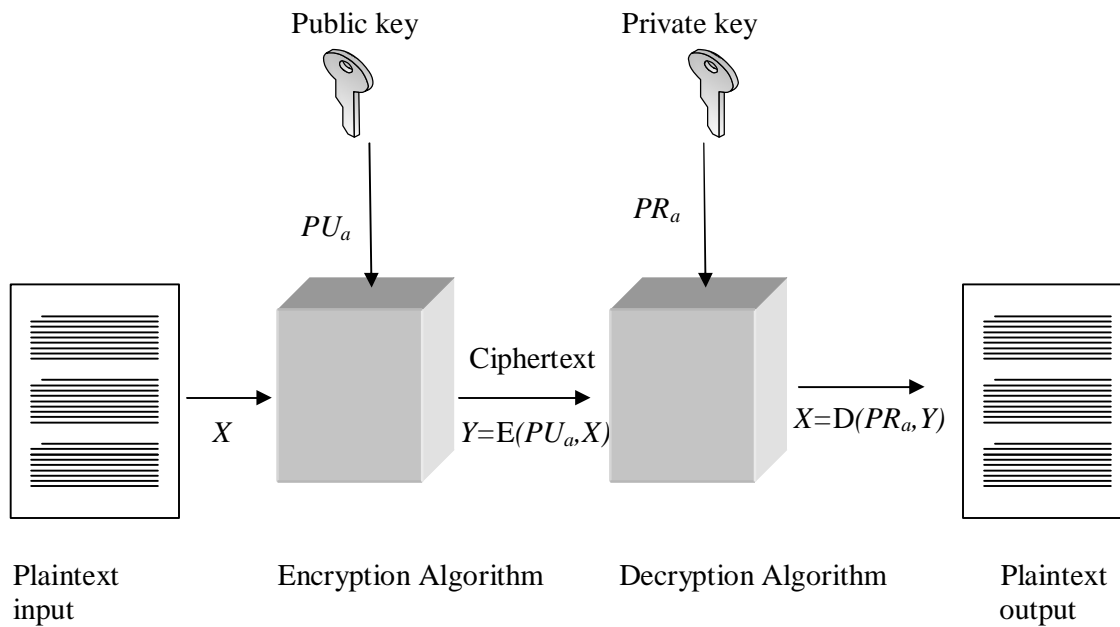 Public key
Private key
PUₐ
PRₐ
Ciphertext
X
Y=E(PUₐ,X)
X=D(PRₐ,Y)
Plaintext input
Encryption Algorithm
Decryption Algorithm
Plaintext output